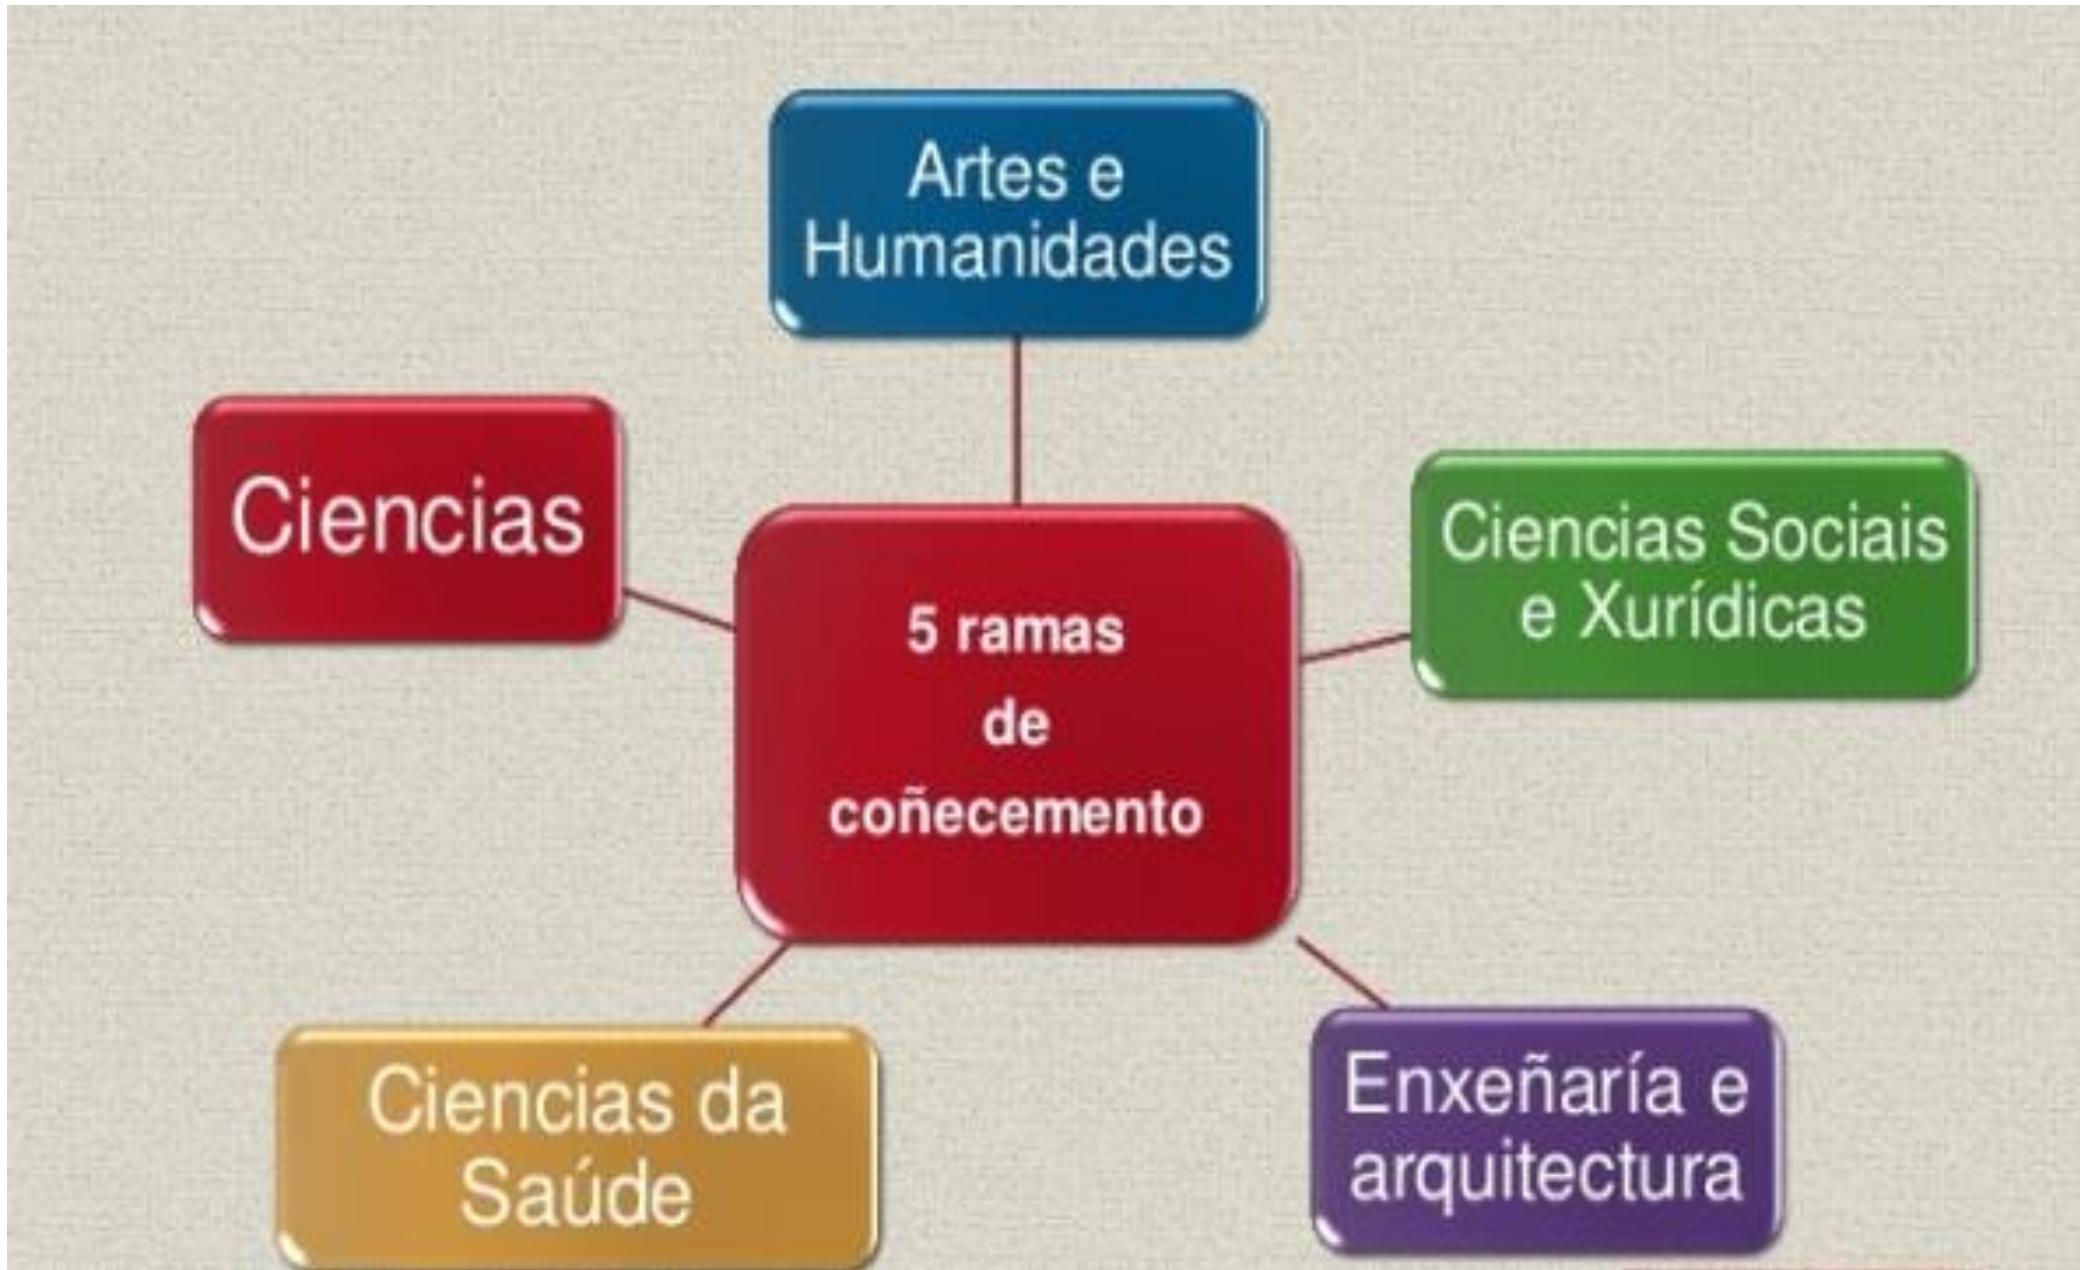 Artes e
Humanidades
Ciencias
Ciencias Sociais
e Xurídicas
5 ramas
de
coñecemento
Ciencias da
Saúde
Enxeñaría e
arquitectura